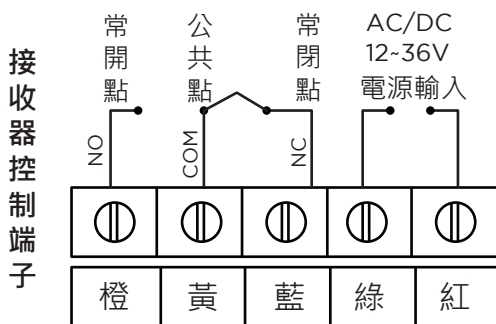 接收器控制端子
常開點
公共點
常閉點
AC/DC
12~36V
電源輸入
NO
COM
NC
橙
黃
藍
綠
紅